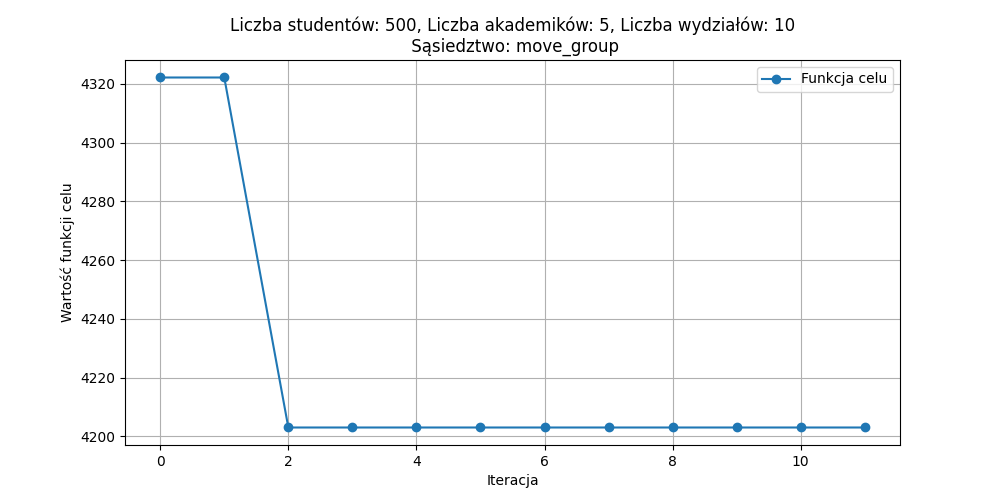 Liczba studentów: 500, Liczba akademików: 5, Liczba wydziałów: 10
Sąsiedztwo: move_group
Funkcja celu
4320
4300
4280
4260
4240
4220
4200
Wartość funkcji celu
0 2 4 6 8 10
Iteracja